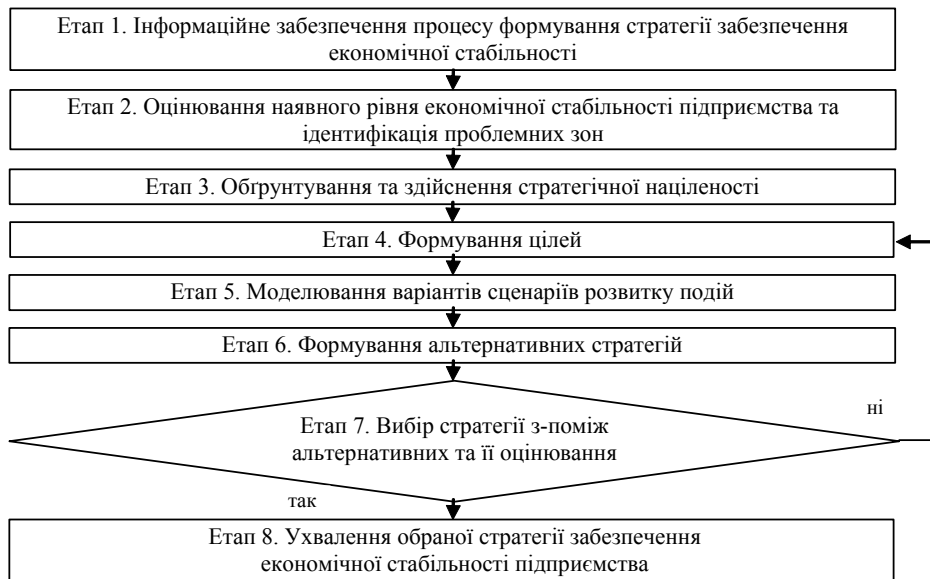 Етап 1. Інформаційне забезпечення процесу формування стратегії забезпечення
економічної стабільності
Етап 2. Оцінювання наявного рівня економічної стабільності підприємства та
ідентифікація проблемних зон
Етап 3. Обґрунтування та здійснення стратегічної націленості
Етап 4. Формування цілей
Етап 5. Моделювання варіантів сценаріїв розвитку подій
Етап 6. Формування альтернативних стратегій
ні
Етап 7. Вибір стратегії з-поміж
альтернативних та її оцінювання
так
Етап 8. Ухвалення обраної стратегії забезпечення
економічної стабільності підприємства